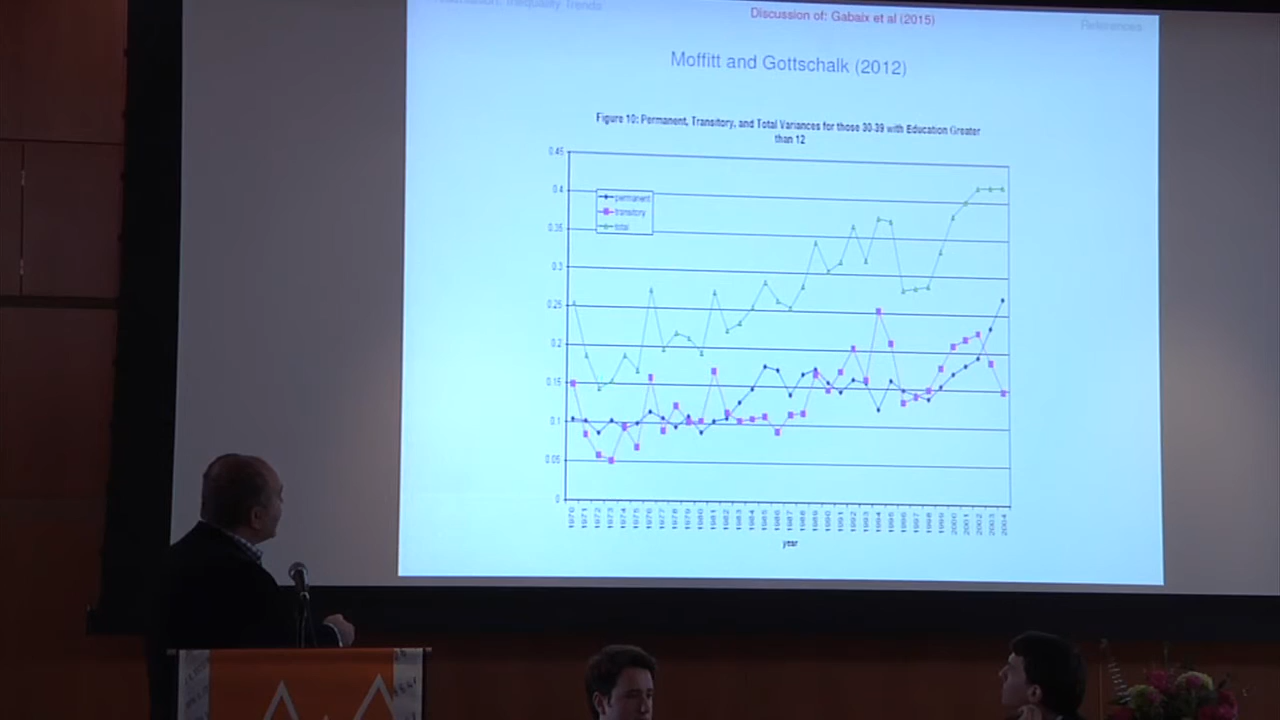 Inequality Trends
Discussion of: Gabaix et al (2015)
References
Moffitt and Gottschalk (2012)
Figure 10: Permanent, Transitory, and Total Variances for those 30-39 with Education Greater
than 12
0.45
0.4
0.35
0.3
0.25
0.2
0.15
0.1
0.05
0
permanent
transitory
total
1970 1971 1972 1973 1974 1975 1976 1977 1978 1979 1980 1981 1982 1983 1984 1985 1986 1987 1988 1989 1990 1991 1992 1993 1994 1995 1996 1997 1998 1999 2000 2001 2002 2003 2004
year